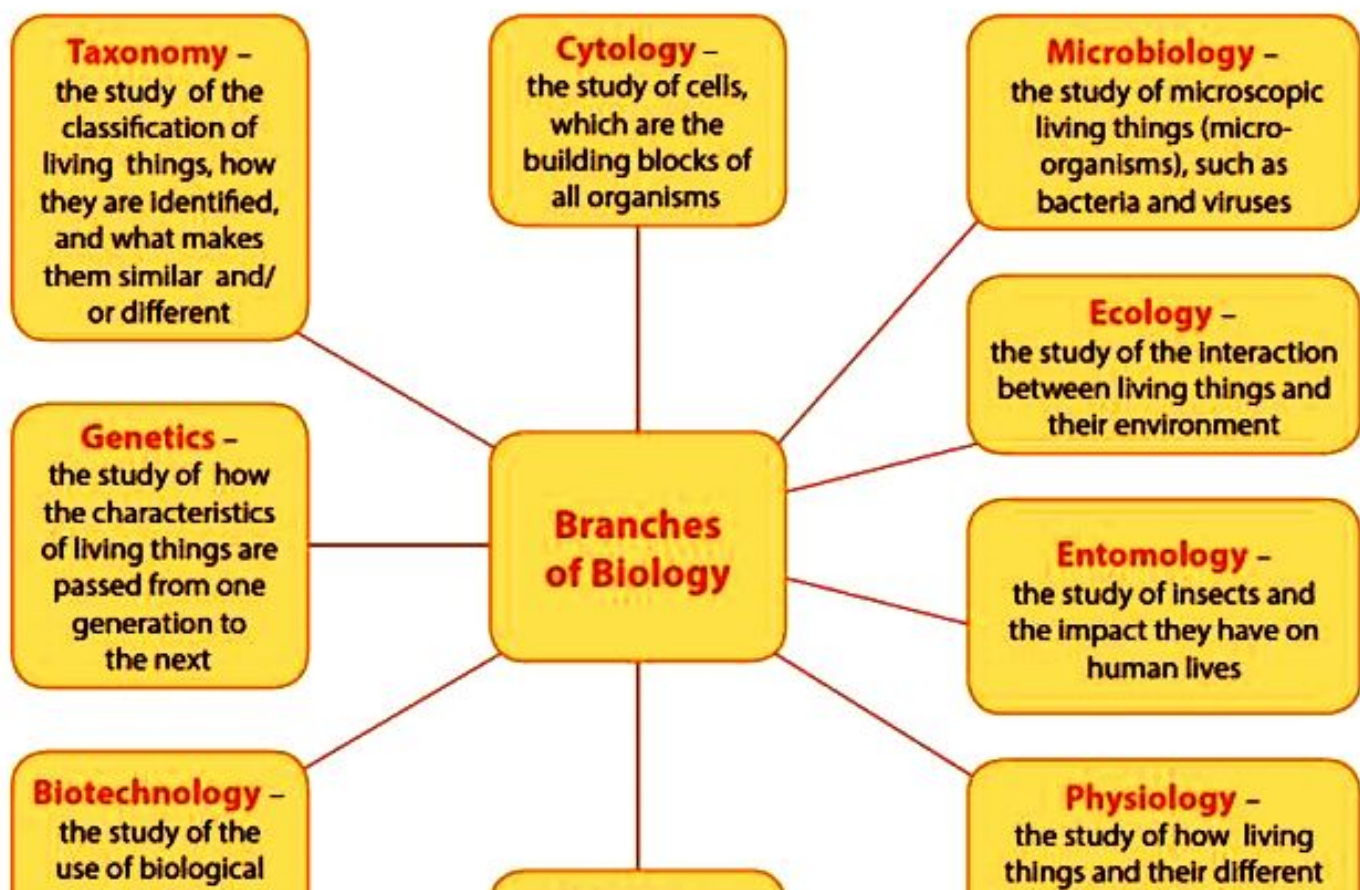 Taxonomy –
the study of the
classification of
living things, how
they are identified,
and what makes
them similar and/
or different
Cytology –
the study of cells,
which are the
building blocks of
all organisms
Microbiology –
the study of microscopic
living things (micro-
organisms), such as
bacteria and viruses
Ecology –
the study of the interaction
between living things and
their environment
Genetics –
the study of how
the characteristics
of living things are
passed from one
generation to
the next
Branches
of Biology
Entomology –
the study of insects and
the impact they have on
human lives
Biotechnology –
the study of the
use of biological
Physiology –
the study of how living
things and their different